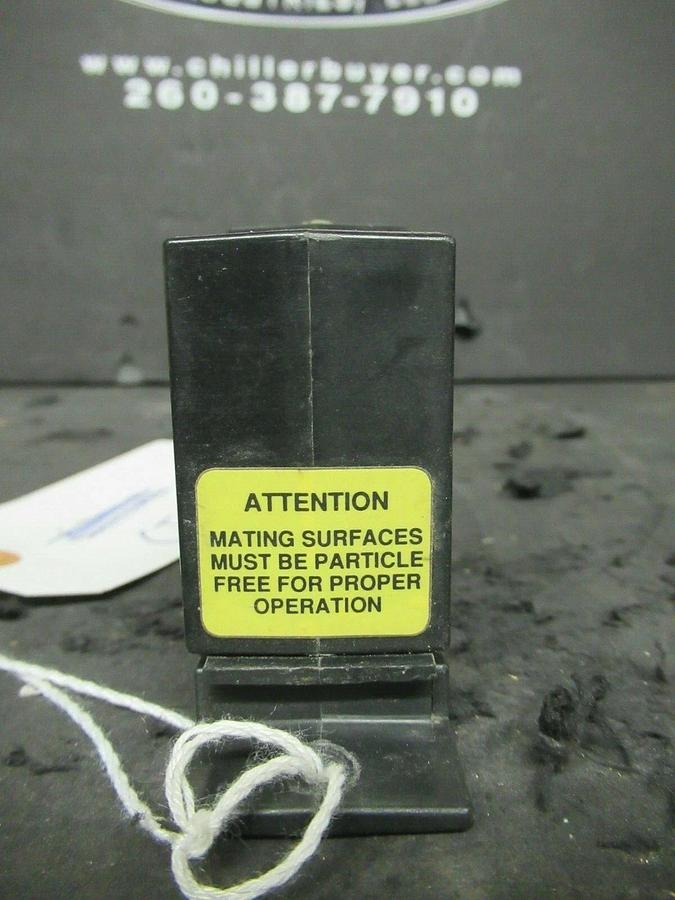 www.chillerbuyer.com
260-387-7910
ATTENTION
MATING SURFACES
MUST BE PARTICLE
FREE FOR PROPER
OPERATION